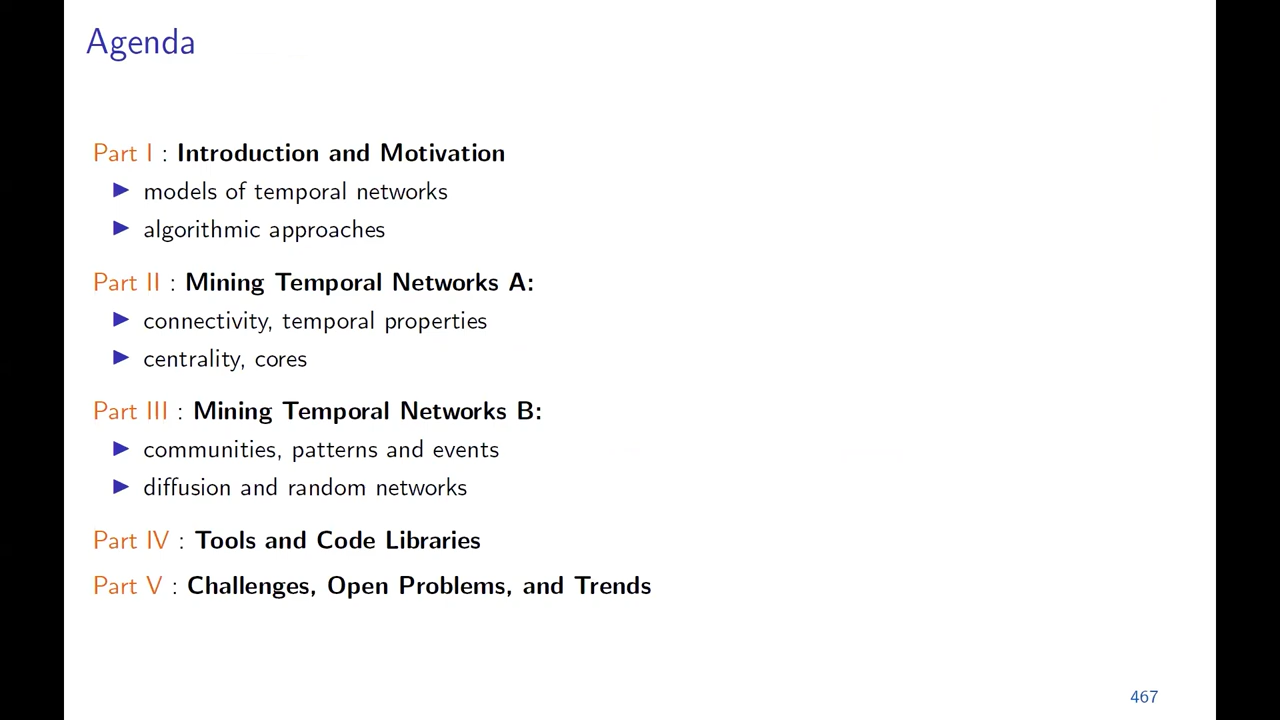 Agenda
Part I : Introduction and Motivation
▶ models of temporal networks
▶ algorithmic approaches
Part II : Mining Temporal Networks A:
▶ connectivity, temporal properties
▶ centrality, cores
Part III : Mining Temporal Networks B:
▶ communities, patterns and events
▶ diffusion and random networks
Part IV : Tools and Code Libraries
Part V : Challenges, Open Problems, and Trends
467